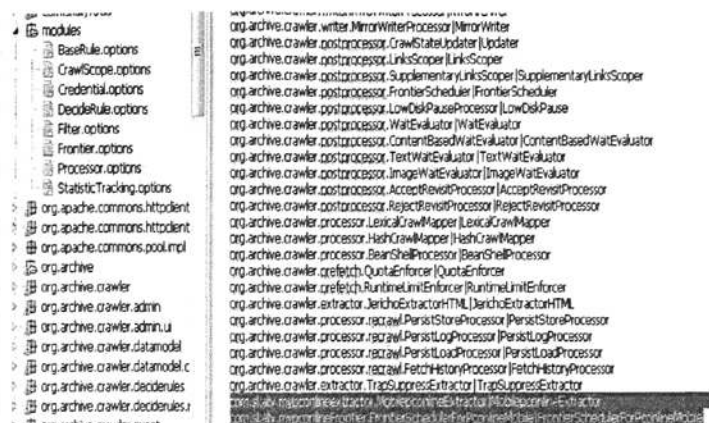 modules
BaseRule.options
CrawlScope.options
Credential.options
DecideRule.options
Filter.options
Frontier.options
Processor.options
StatisticTracking.options
org.apache.commons.httpclient
org.apache.commons.httpclient
org.apache.commons.pool.impl
org.archive
org.archive.crawler
org.archive.crawler.admin
org.archive.crawler.admin.ui
org.archive.crawler.datamodel
org.archive.crawler.datamodel.c
org.archive.crawler.deciderules
org.archive.crawler.deciderules.r
org.archive.crawler.writer.MirrorWriterProcessor|MirrorWriter
org.archive.crawler.postprocessor.CrawlStateUpdater|Updater
org.archive.crawler.postprocessor.LinksScoper|LinksScoper
org.archive.crawler.postprocessor.SupplementaryLinksScoper|SupplementaryLinksScoper
org.archive.crawler.postprocessor.FrontierScheduler|FrontierScheduler
org.archive.crawler.postprocessor.LowDiskPauseProcessor|LowDiskPause
org.archive.crawler.postprocessor.WaitEvaluator|WaitEvaluator
org.archive.crawler.postprocessor.ContentBasedWaitEvaluator|ContentBasedWaitEvaluator
org.archive.crawler.postprocessor.TextWaitEvaluator|TextWaitEvaluator
org.archive.crawler.postprocessor.ImageWaitEvaluator|ImageWaitEvaluator
org.archive.crawler.postprocessor.AcceptRevisitProcessor|AcceptRevisitProcessor
org.archive.crawler.postprocessor.RejectRevisitProcessor|RejectRevisitProcessor
org.archive.crawler.processor.LexicalCrawlMapper|LexicalCrawlMapper
org.archive.crawler.processor.HashCrawlMapper|HashCrawlMapper
org.archive.crawler.processor.BeanShellProcessor|BeanShellProcessor
org.archive.crawler.prefetch.QuotaEnforcer|QuotaEnforcer
org.archive.crawler.prefetch.RuntimeLimitEnforcer|RuntimeLimitEnforcer
org.archive.crawler.extractor.JerichoExtractorHTML|JerichoExtractorHTML
org.archive.crawler.processor.recrawl.PersistStoreProcessor|PersistStoreProcessor
org.archive.crawler.processor.recrawl.PersistLogProcessor|PersistLogProcessor
org.archive.crawler.processor.recrawl.PersistLoadProcessor|PersistLoadProcessor
org.archive.crawler.processor.recrawl.FetchHistoryProcessor|FetchHistoryProcessor
org.archive.crawler.extractor.TrapSuppressExtractor|TrapSuppressExtractor